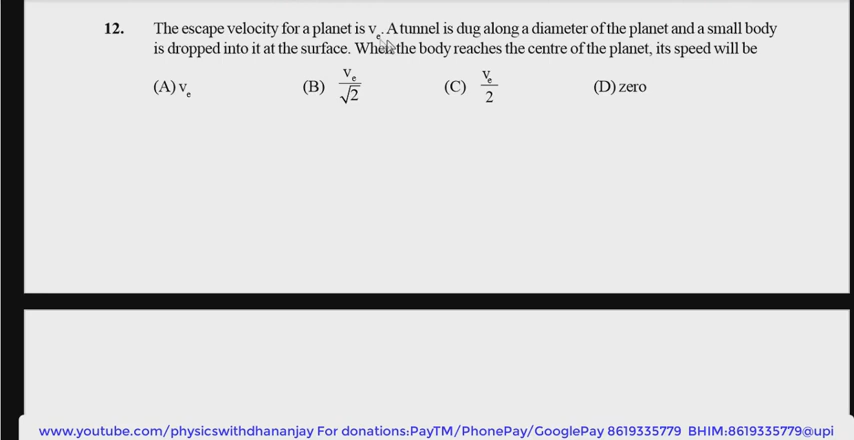 12. The escape velocity for a planet is vₑ. A tunnel is dug along a diameter of the planet and a small body
is dropped into it at the surface. When the body reaches the centre of the planet, its speed will be
(A) vₑ (B) vₑ/√2 (C) vₑ/2 (D) zero
www.youtube.com/physicswithdhananjay For donations:PayTM/PhonePay/GooglePay 8619335779 BHIM:8619335779@upi